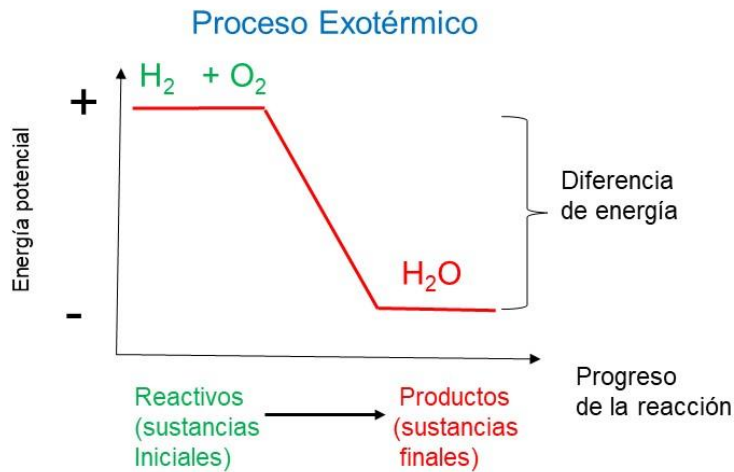 Proceso Exotérmico
H₂ + O₂
+
Energía potencial
Diferencia
de energía
H₂O
-
Progreso
de la reacción
Reactivos
(sustancias
Iniciales)
Productos
(sustancias
finales)